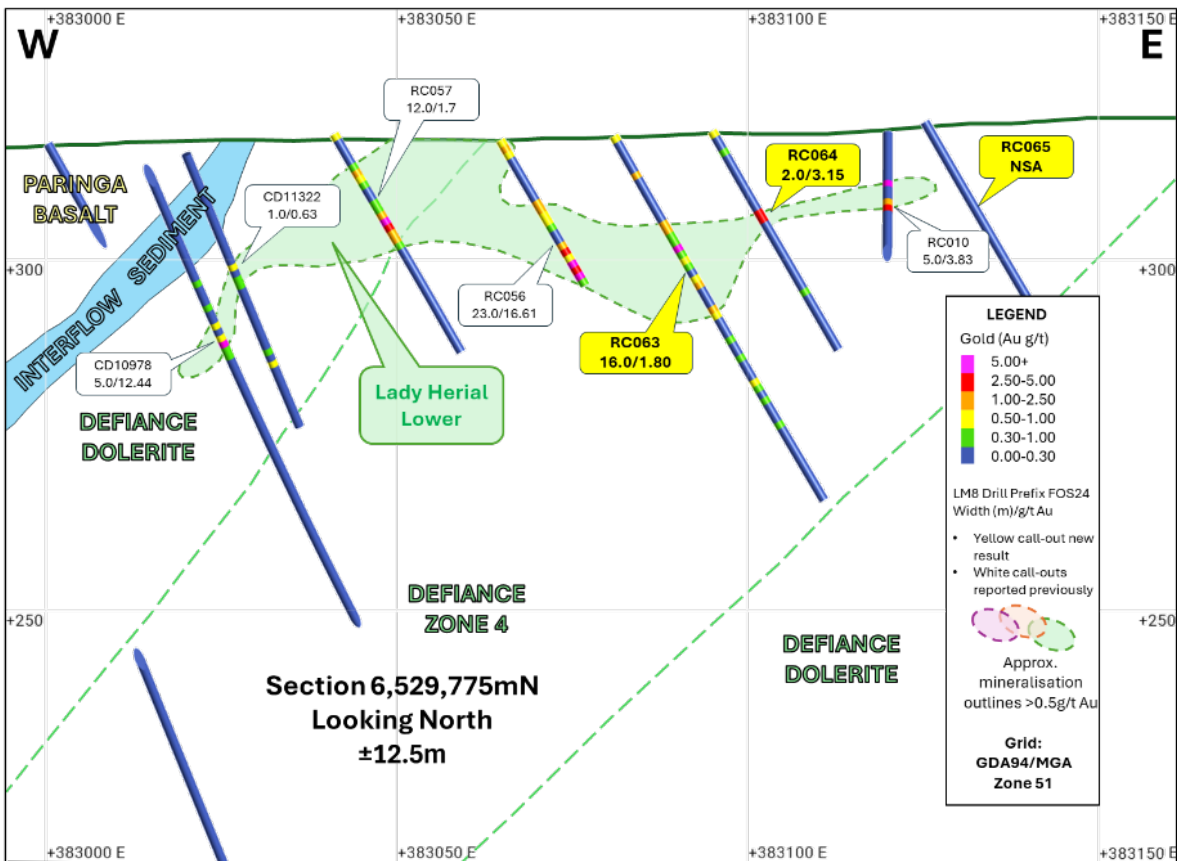 +383000 E
+383050 E
+383100 E
+383150 E
W
E
RC057
12.0/1.7
RC064
2.0/3.15
RC065
NSA
PARINGA
BASALT
CD11322
1.0/0.63
INTERFLOW SEDIMENT
RC010
5.0/3.83
+300
+300
RC056
23.0/16.61
RC063
16.0/1.80
CD10978
5.0/12.44
Lady Herial
Lower
DEFIANCE
DOLERITE
LEGEND
Gold (Au g/t)
5.00+
2.50-5.00
1.00-2.50
0.50-1.00
0.30-1.00
0.00-0.30
LM8 Drill Prefix FOS24
Width (m)/g/t Au
• Yellow call-out new
result
• White call-outs
reported previously
Approx.
mineralisation
outlines >0.5g/t Au
Grid:
GDA94/MGA
Zone 51
DEFIANCE
ZONE 4
+250
+250
DEFIANCE
DOLERITE
Section 6,529,775mN
Looking North
±12.5m
+383000 E
+383050 E
+383100 E
+383150 E